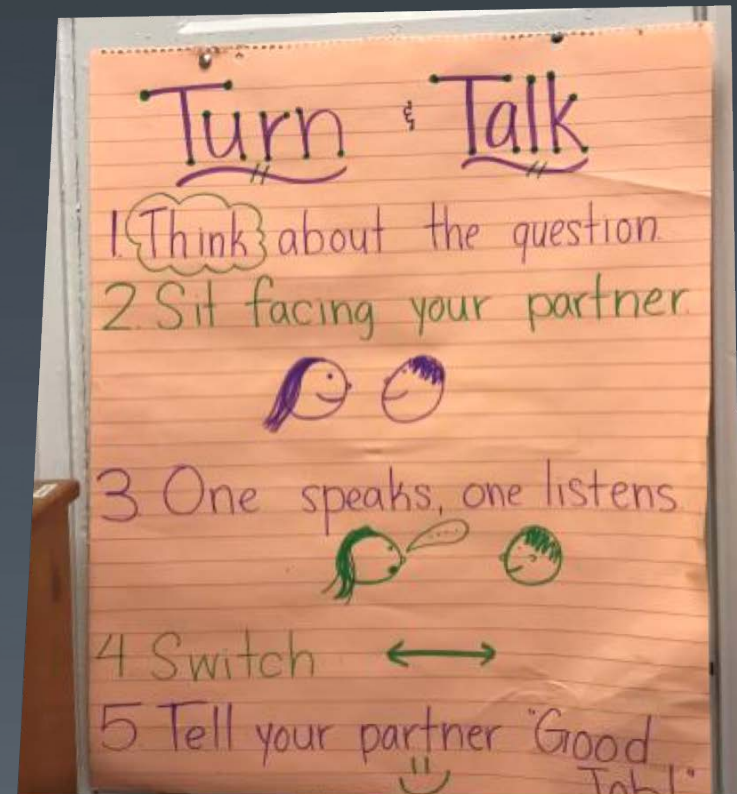 Turn & Talk
1. Think about the question.
2. Sit facing your partner.
3. One speaks, one listens
4 Switch
5 Tell your partner "Good
Job!"